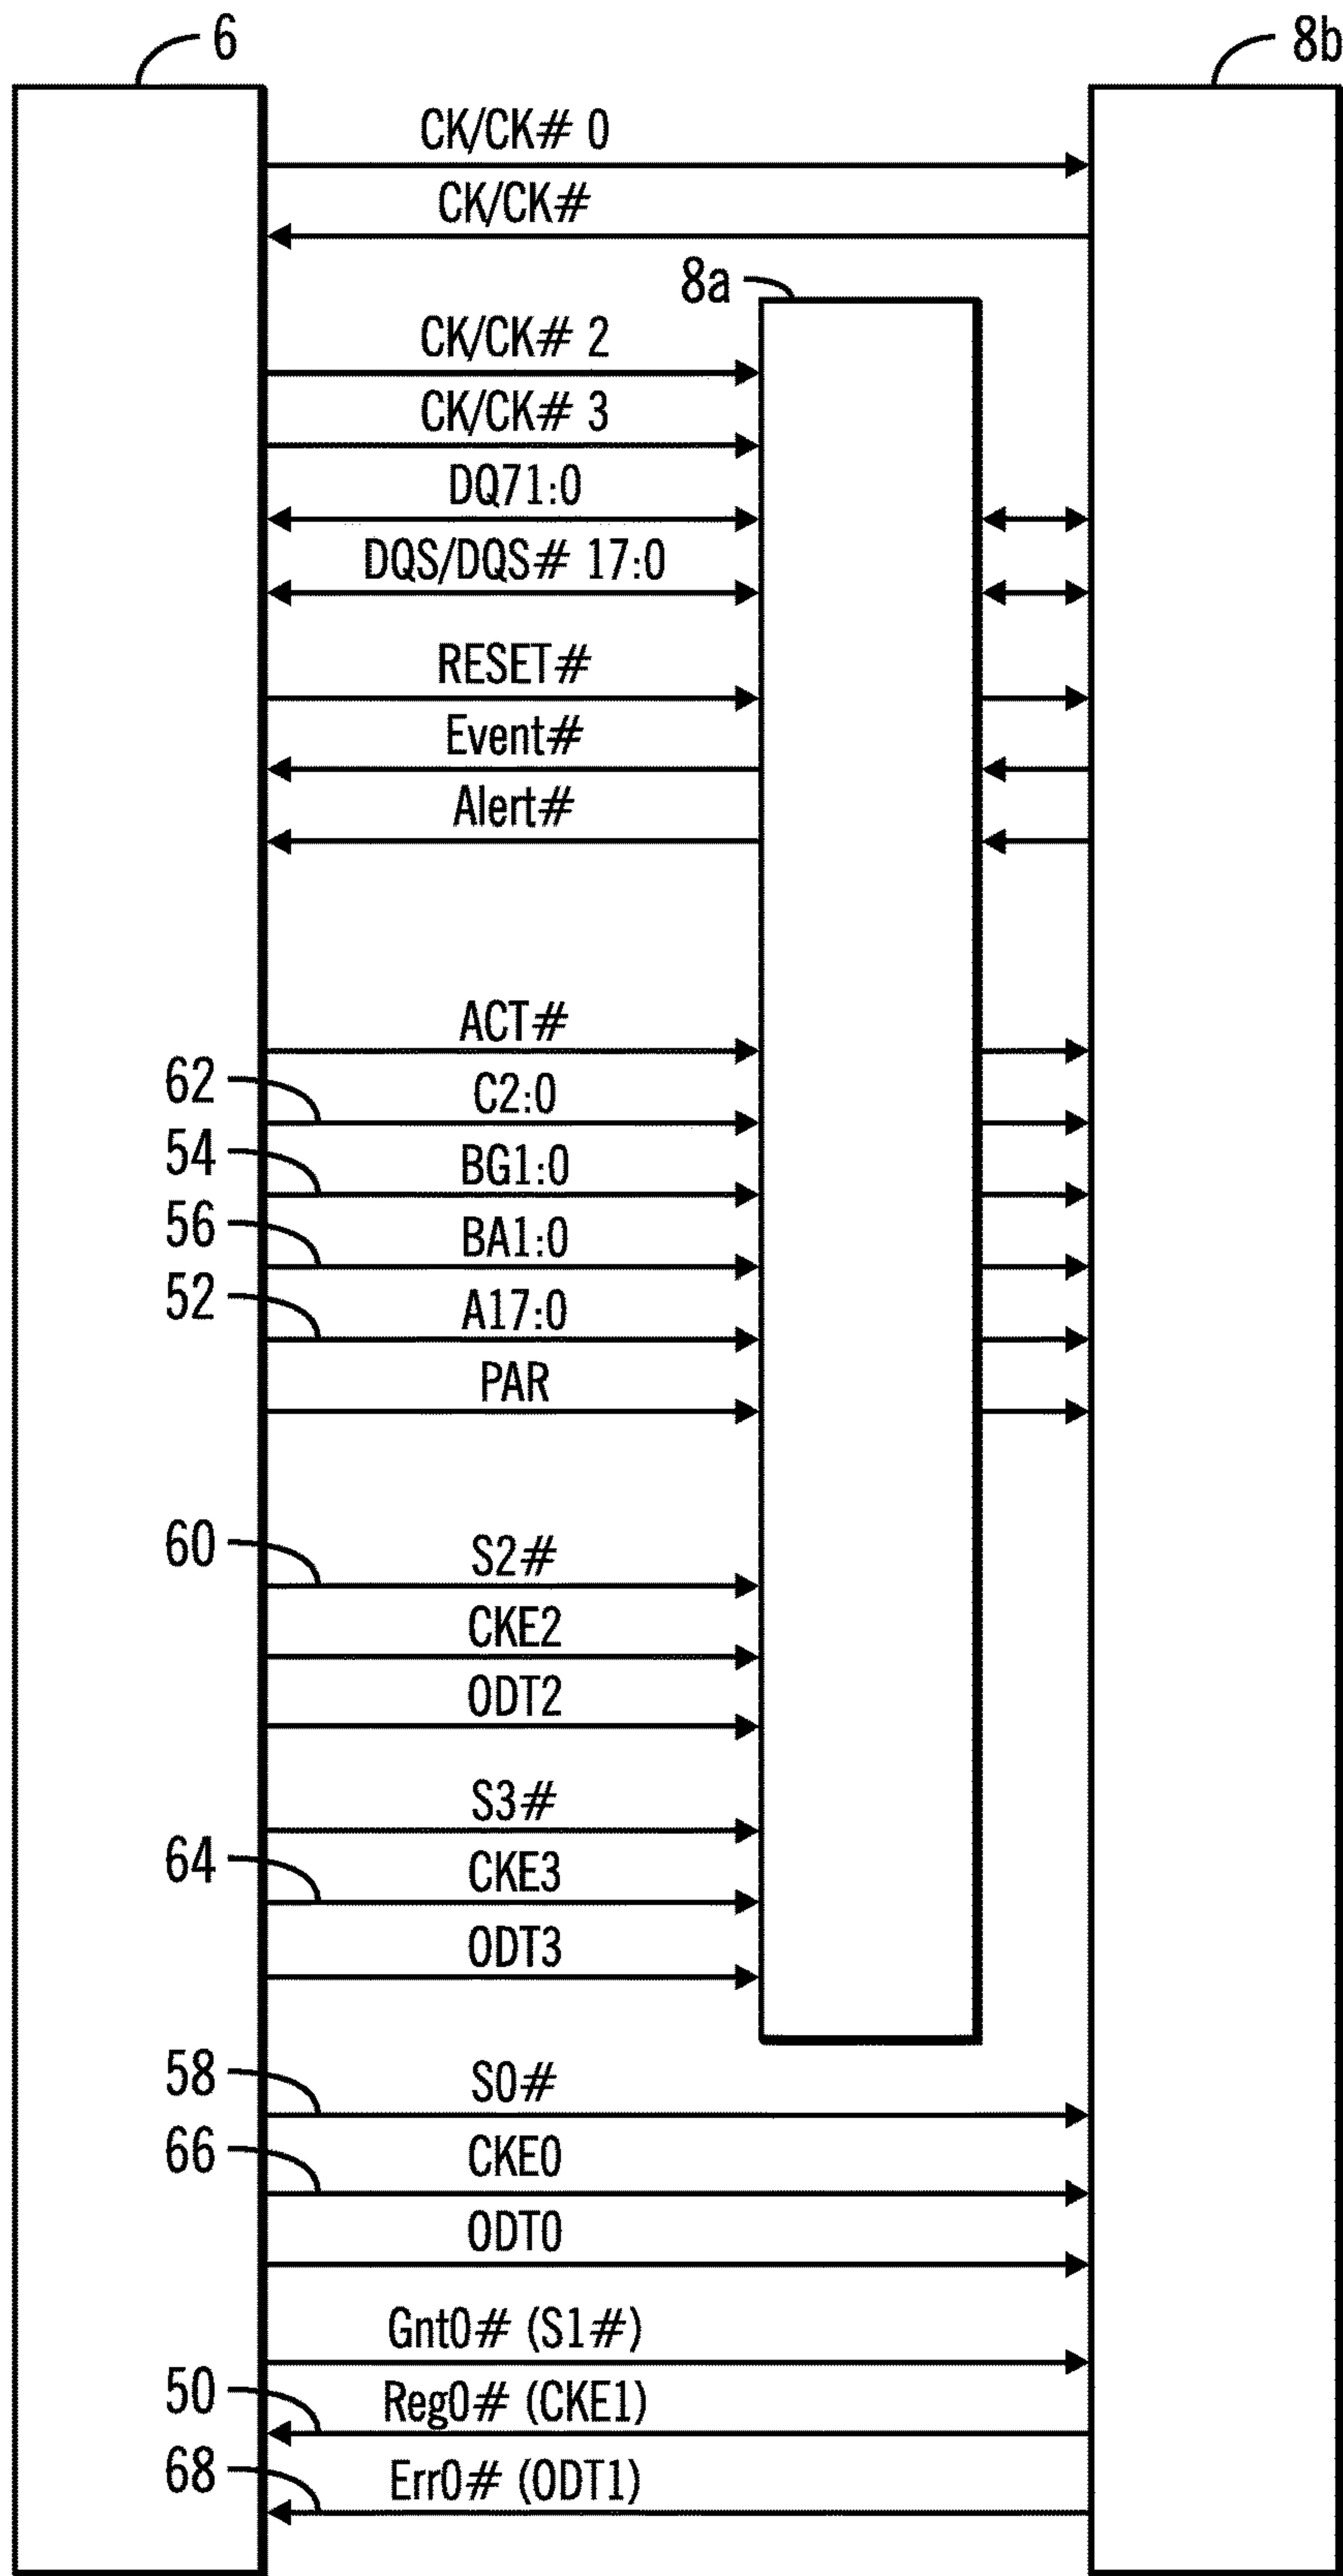 6
8b
CK/CK# 0
CK/CK#
8a
CK/CK# 2
CK/CK# 3
DQ71:0
DQS/DQS# 17:0
RESET#
Event#
Alert#
ACT#
62
C2:0
54
BG1:0
56
BA1:0
52
A17:0
PAR
60
S2#
CKE2
ODT2
S3#
64
CKE3
ODT3
58
S0#
66
CKE0
ODT0
Gnt0# (S1#)
50
Reg0# (CKE1)
68
Err0# (ODT1)